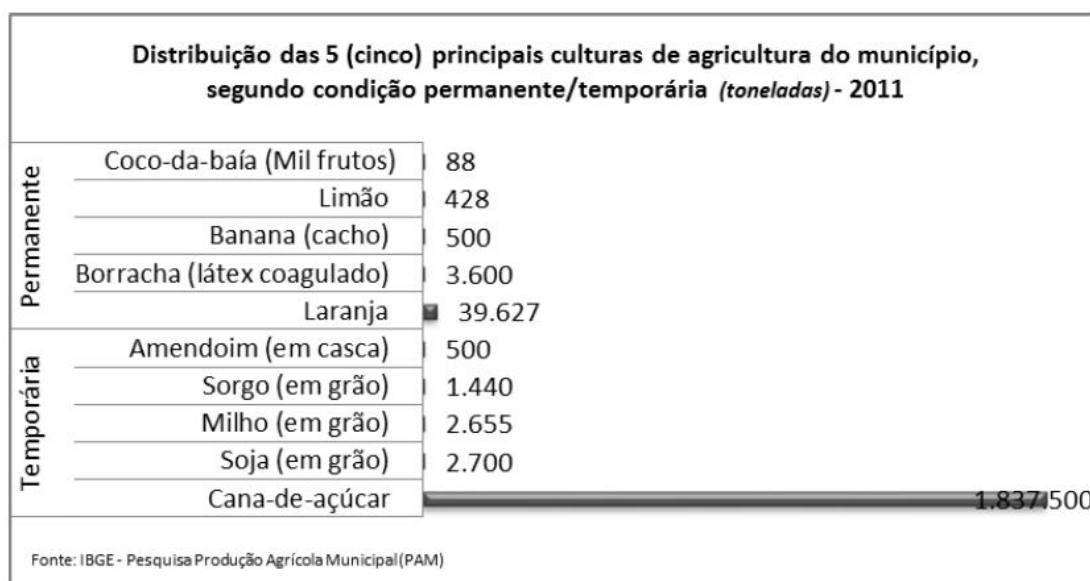 Distribuição das 5 (cinco) principais culturas de agricultura do município,
segundo condição permanente/temporária (toneladas) - 2011
Permanente
Coco-da-baía (Mil frutos) 88
Limão 428
Banana (cacho) 500
Borracha (látex coagulado) 3.600
Laranja 39.627
Temporária
Amendoim (em casca) 500
Sorgo (em grão) 1.440
Milho (em grão) 2.655
Soja (em grão) 2.700
Cana-de-açúcar 1.837.500
Fonte: IBGE - Pesquisa Produção Agrícola Municipal(PAM)